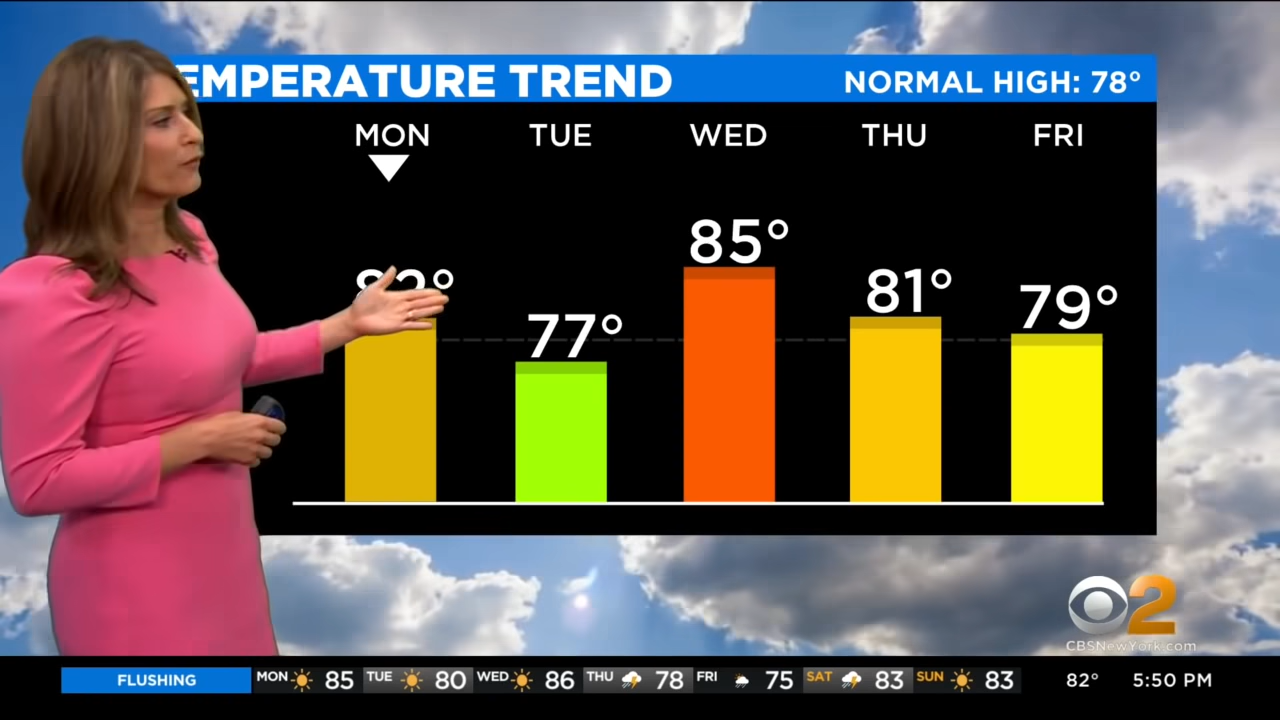 EMPERATURE TREND NORMAL HIGH: 78°
MON TUE WED THU FRI
77° 85° 81° 79°
2
CBSNewYork.com
FLUSHING MON 85 TUE 80 WED 86 THU 78 FRI 75 SAT 83 SUN 83 82° 5:50 PM